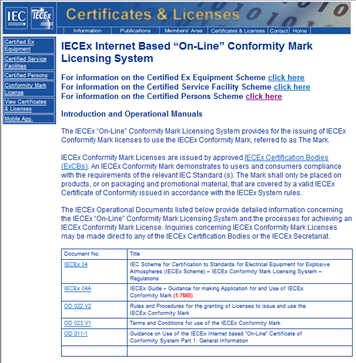 IEC IECEx Certificates & Licenses
Information Publications Members' Area Certificates & Licenses Contact Home
Certified Ex
Equipment
Certified Service
Facilities
Certified Persons
Conformity Mark
License
View Certificates
& Licenses
Mobile App.
IECEx Internet Based “On-Line” Conformity Mark
Licensing System
For information on the Certified Ex Equipment Scheme click here
For information on the Certified Service Facility Scheme click here
For information on the Certified Persons Scheme click here
Introduction and Operational Manuals
The IECEx “On-Line” Conformity Mark Licensing System provides for the issuing of IECEx
Conformity Mark licenses to use the IECEx Conformity Mark, referred to as The Mark.
IECEx Conformity Mark Licenses are issued by approved IECEx Certification Bodies
(ExCBs). An IECEx Conformity Mark demonstrates to users and consumers compliance
with the requirements of the relevant IEC Standard (s). The Mark shall only be placed on
products, or on packaging and promotional material, that are covered by a valid IECEx
Certificate of Conformity issued in accordance with the IECEx System rules.
The IECEx Operational Documents listed below provide detailed information concerning
the IECEx “On-Line” Conformity Mark Licensing System and the processes for achieving an
IECEx Conformity Mark License. Inquiries concerning IECEx Conformity Mark Licenses
may be made direct to any of the IECEx Certification Bodies or the IECEx Secretariat.
Document No. Title
IECEx 04 IEC Scheme for Certification to Standards for Electrical Equipment for Explosive
Atmospheres (IECEx Scheme) – IECEx Conformity Mark Licensing System –
Regulations
IECEx 04A IECEx Guide – Guidance for making Application for and Use of IECEx
Conformity Mark (1.7MB)
OD 022 V2 Rules and Procedures for the granting of Licenses to issue and use the
IECEx Conformity Mark
OD 023 V1 Terms and Conditions for use of the IECEx Conformity Mark
OD 011-1 Guidance on Use of the IECEx Internet based “On-Line” Certificate of
Conformity System Part 1: General Information